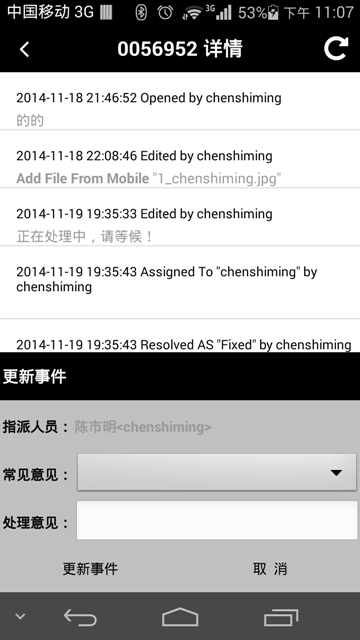 中国移动 3G 3G 53% 下午 11:07
0056952 详情
2014-11-18 21:46:52 Opened by chenshiming
的的
2014-11-18 22:08:46 Edited by chenshiming
Add File From Mobile "1_chenshiming.jpg"
2014-11-19 19:35:33 Edited by chenshiming
正在处理中，请等候！
2014-11-19 19:35:43 Assigned To "chenshiming" by
chenshiming
2014-11-19 19:35:43 Resolved AS "Fixed" by chenshiming
更新事件
指派人员： 陈市明<chenshiming>
常见意见：
处理意见：
更新事件 取 消